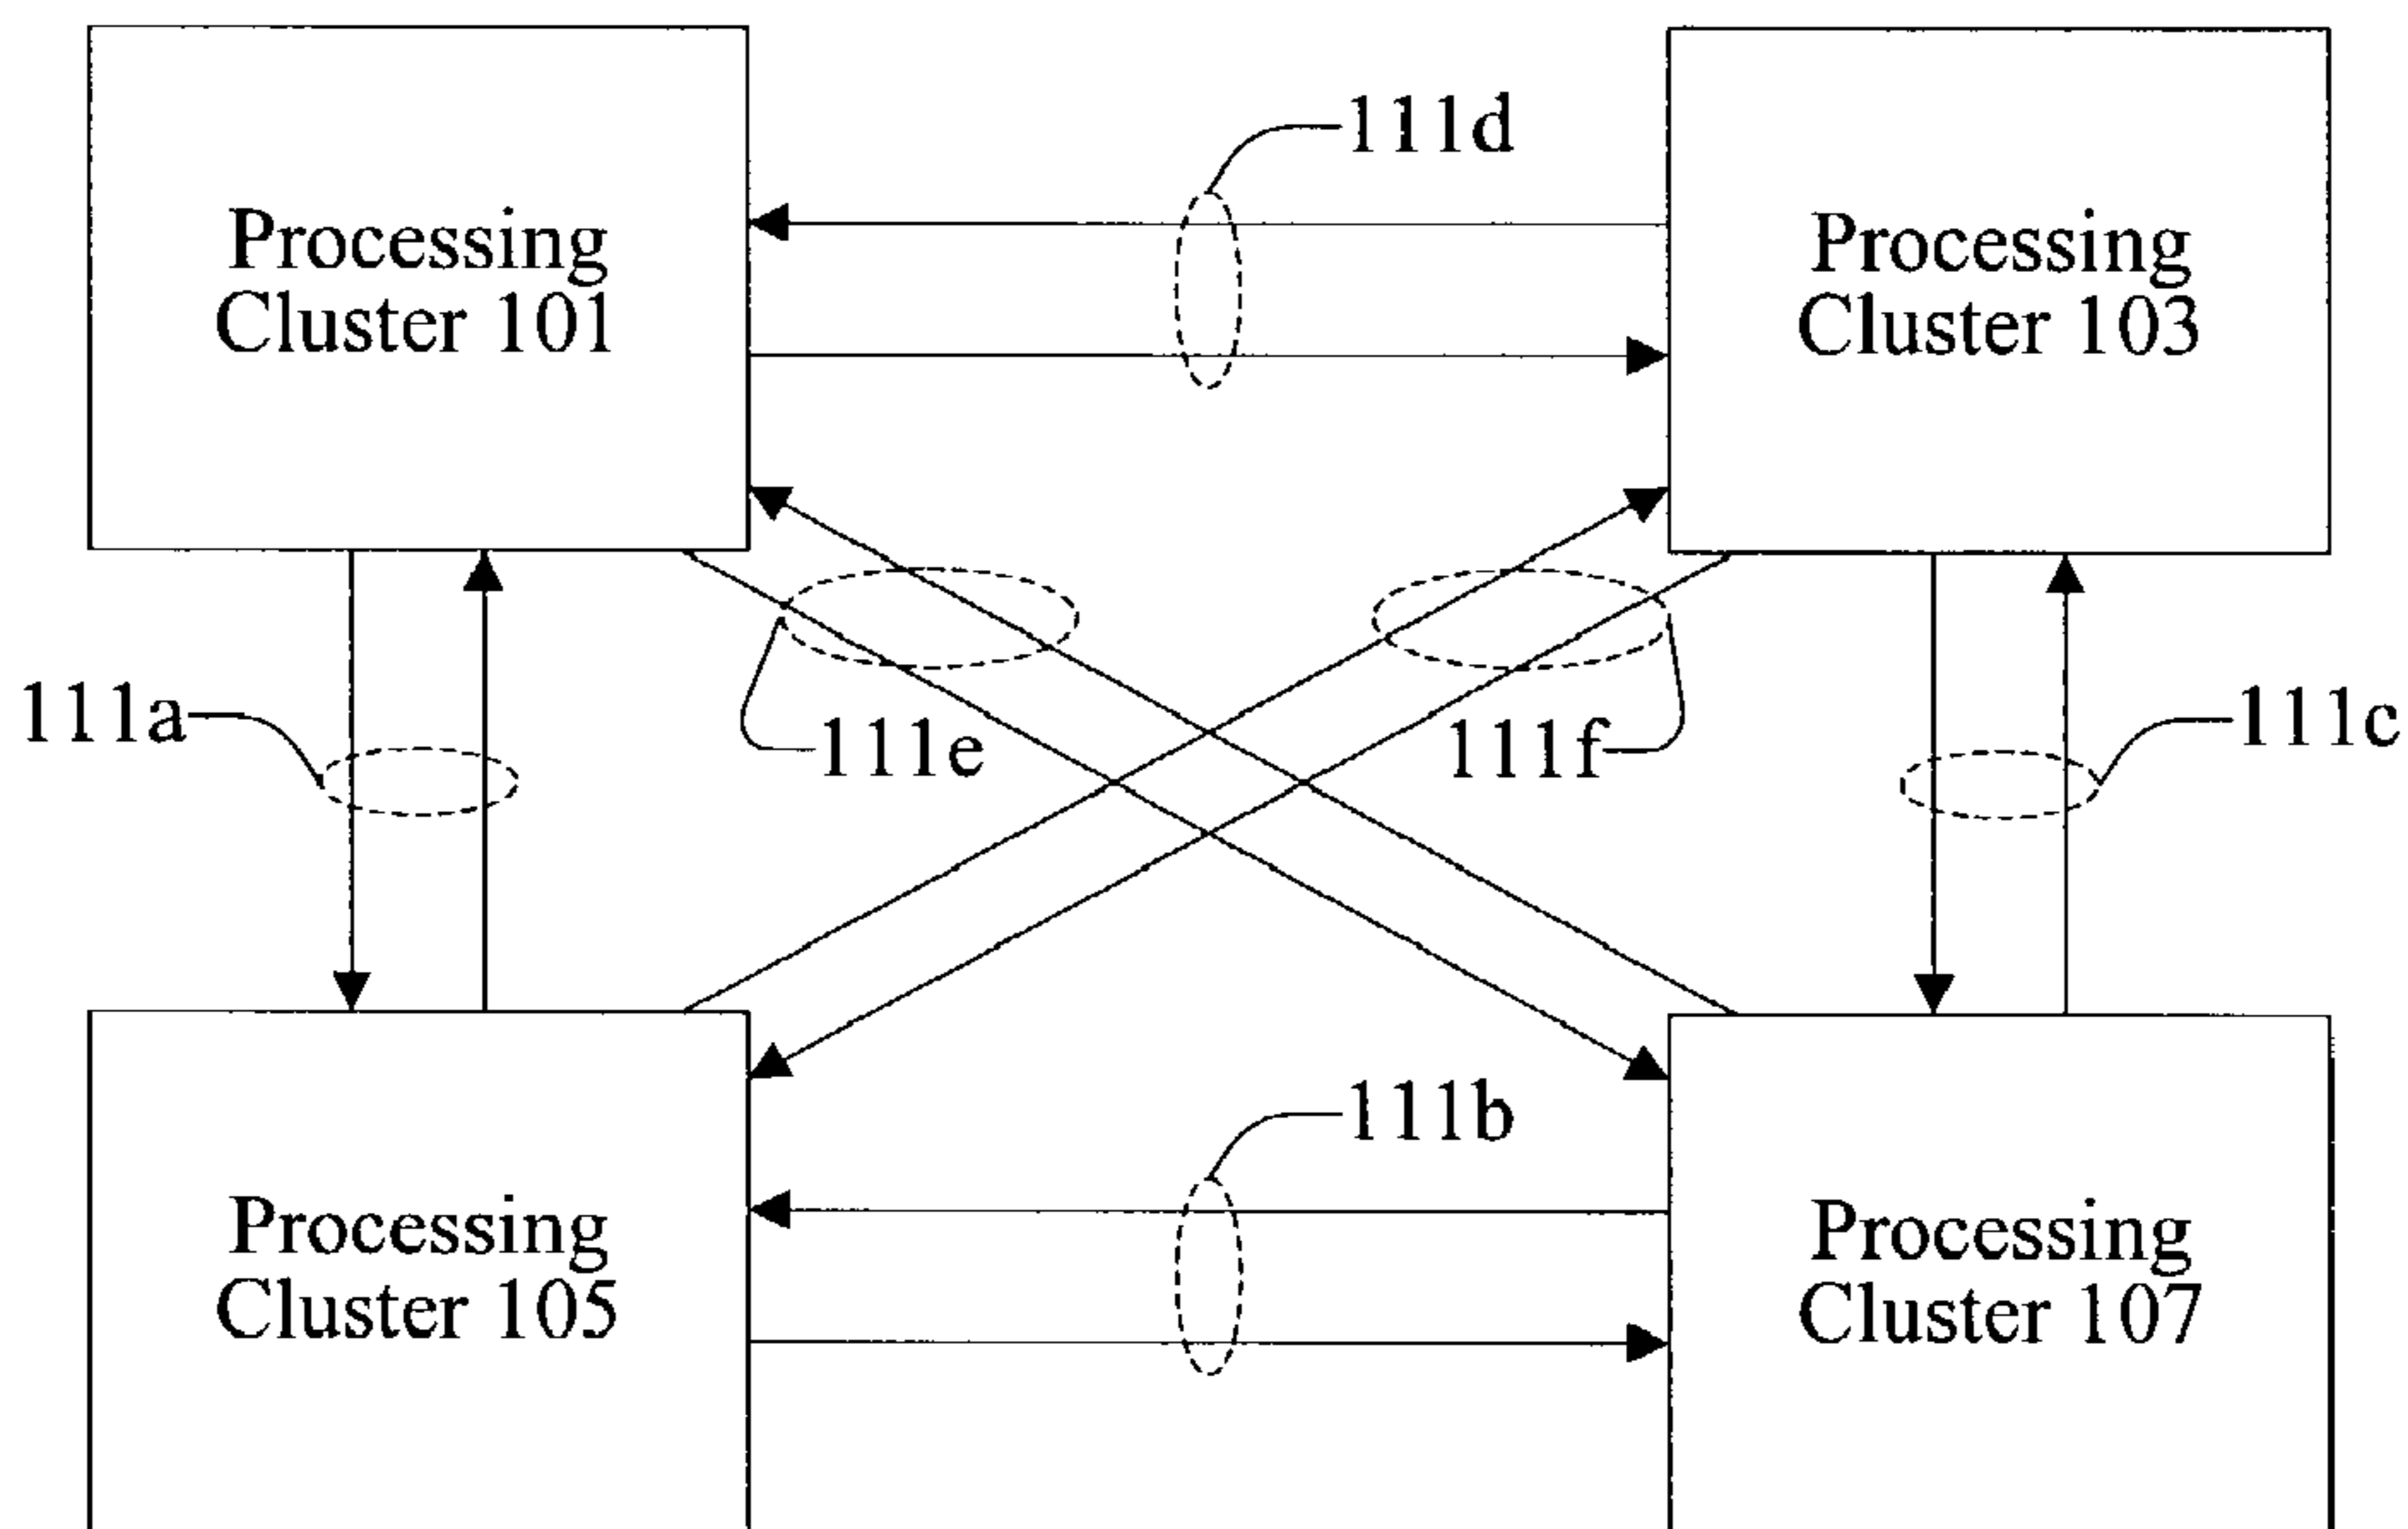 111d
Processing
Cluster 101
Processing
Cluster 103
111a
111e
111f
111c
111b
Processing
Cluster 105
Processing
Cluster 107